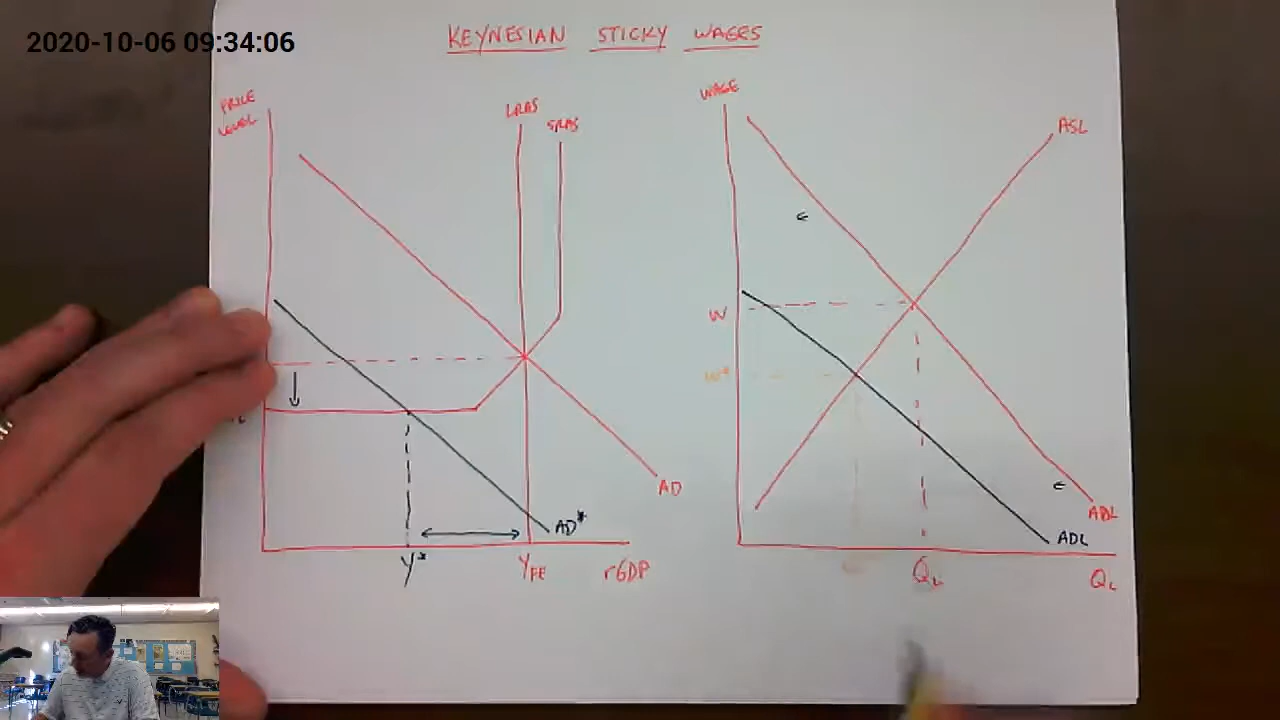 2020-10-06 09:34:06
KEYNESIAN STICKY WAGES
PRICE
LEVEL
LRAS
SRAS
AD
AD*
Y*
YFE
rGDP
WAGE
ASL
W
W*
ADL
ADL
QL
QL